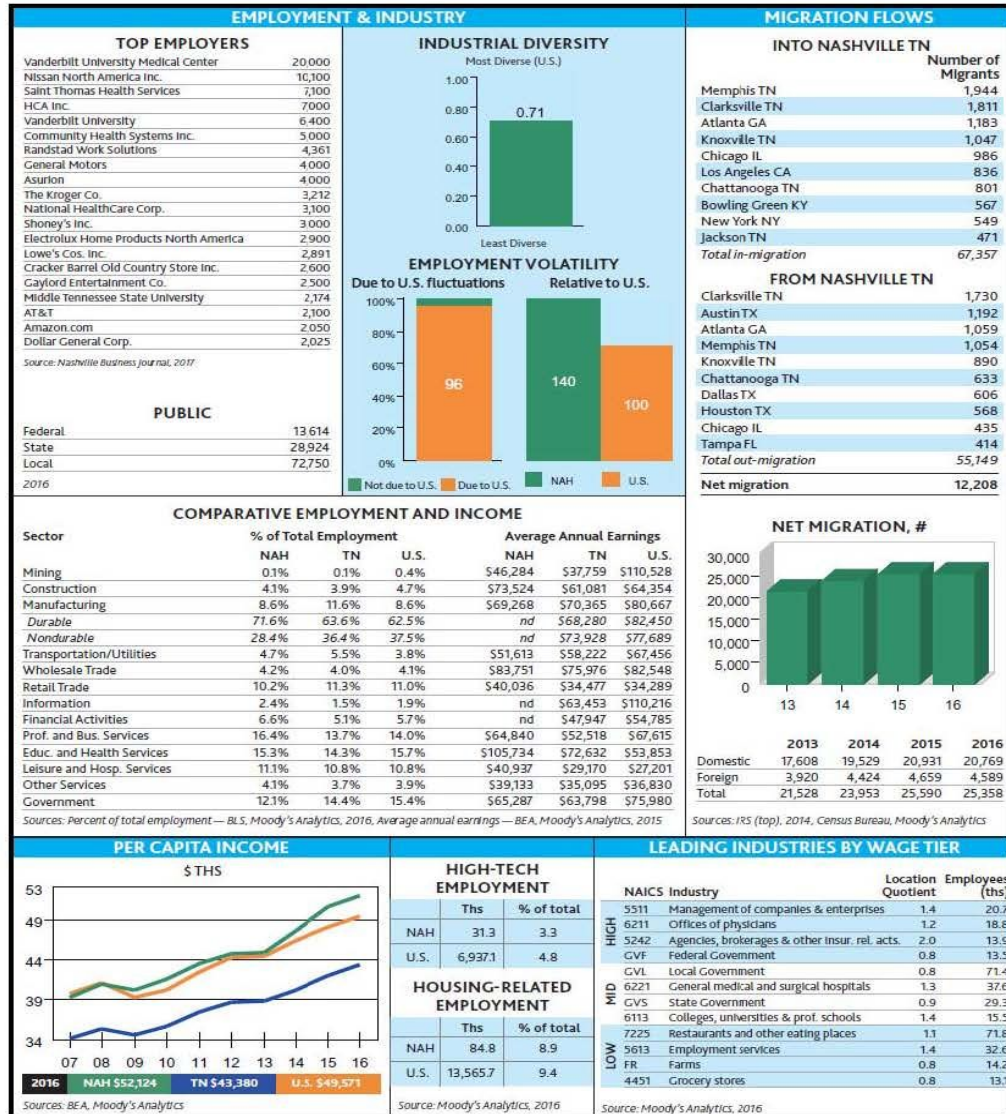 EMPLOYMENT & INDUSTRY
TOP EMPLOYERS
Vanderbilt University Medical Center 20,000
Nissan North America Inc. 10,100
Saint Thomas Health Services 7,100
HCA Inc. 7000
Vanderbilt University 6 400
Community Health Systems Inc. 5 000
Randstad Work Solutions 4,361
General Motors 4 000
Asurion 4 000
The Kroger Co. 3,212
National HealthCare Corp. 3,100
Shoney's Inc. 3 000
Electrolux Home Products North America 2,900
Lowe's Cos. Inc. 2,891
Cracker Barrel Old Country Store Inc. 2,600
Gaylord Entertainment Co. 2 500
Middle Tennessee State University 2,174
AT&T 2,100
Amazon.com 2,050
Dollar General Corp. 2,025
Source: Nashville Business Journal, 2017
PUBLIC
Federal 13 614
State 28,924
Local 72,750
2016
INDUSTRIAL DIVERSITY
Most Diverse (U.S.)
1.00
0.80
0.60
0.40
0.20
0.00
0.71
Least Diverse
EMPLOYMENT VOLATILITY
Due to U.S. fluctuations Relative to U.S.
100%
80%
60%
40%
20%
0%
96
140
100
Not due to U.S. Due to U.S. NAH U.S.
MIGRATION FLOWS
INTO NASHVILLE TN
Number of
Migrants
Memphis TN 1,944
Clarksville TN 1,811
Atlanta GA 1,183
Knoxville TN 1,047
Chicago IL 986
Los Angeles CA 836
Chattanooga TN 801
Bowling Green KY 567
New York NY 549
Jackson TN 471
Total in-migration 67,357
FROM NASHVILLE TN
Clarksville TN 1,730
Austin TX 1,192
Atlanta GA 1,059
Memphis TN 1,054
Knoxville TN 890
Chattanooga TN 633
Dallas TX 606
Houston TX 568
Chicago IL 435
Tampa FL 414
Total out-migration 55,149
Net migration 12,208
COMPARATIVE EMPLOYMENT AND INCOME
Sector % of Total Employment Average Annual Earnings
NAH TN U.S. NAH TN U.S.
Mining 0.1% 0.1% 0.4% $46,284 $37,759 $110,528
Construction 4.1% 3.9% 4.7% $73,524 $61,081 $64,354
Manufacturing 8.6% 11.6% 8.6% $69,268 $70,365 $80,667
Durable 71.6% 63.6% 62.5% nd $68,280 $82,450
Nondurable 28.4% 36.4% 37.5% nd $73,928 $77,689
Transportation/Utilities 4.7% 5.5% 3.8% $51,613 $58,222 $67,456
Wholesale Trade 4.2% 4.0% 4.1% $83,751 $75,976 $82,548
Retail Trade 10.2% 11.3% 11.0% $40,036 $34,477 $34,289
Information 2.4% 1.5% 1.9% nd $63,453 $110,216
Financial Activities 6.6% 5.1% 5.7% nd $47,947 $54,785
Prof. and Bus. Services 16.4% 13.7% 14.0% $64,840 $52,518 $67,615
Educ. and Health Services 15.3% 14.3% 15.7% $105,734 $72,632 $53,853
Leisure and Hosp. Services 11.1% 10.8% 10.8% $40,937 $29,170 $27,201
Other Services 4.1% 3.7% 3.9% $39,133 $35,095 $36,830
Government 12.1% 14.4% 15.4% $65,287 $63,798 $75,980
Sources: Percent of total employment — BLS, Moody's Analytics, 2016, Average annual earnings — BEA, Moody's Analytics, 2015
NET MIGRATION, #
30,000
25,000
20,000
15,000
10,000
5,000
0
13 14 15 16
2013 2014 2015 2016
Domestic 17,608 19,529 20,931 20,769
Foreign 3,920 4,424 4,659 4,589
Total 21,528 23,953 25,590 25,358
Sources: IRS (top), 2014, Census Bureau, Moody's Analytics
PER CAPITA INCOME
$ THS
53
49
44
39
34
07 08 09 10 11 12 13 14 15 16
2016 NAH $52,124 TN $43,380 U.S. $49,571
Sources: BEA, Moody's Analytics
HIGH-TECH
EMPLOYMENT
Ths % of total
NAH 31.3 3.3
U.S. 6,937.1 4.8
HOUSING-RELATED
EMPLOYMENT
Ths % of total
NAH 84.8 8.9
U.S. 13,565.7 9.4
Source: Moody's Analytics, 2016
LEADING INDUSTRIES BY WAGE TIER
Location Employees
NAICS Industry Quotient (ths)
HIGH
5511 Management of companies & enterprises 1.4 20.7
6211 Offices of physicians 1.2 18.8
5242 Agencies, brokerages & other insur. rel. acts. 2.0 13.9
GVF Federal Government 0.8 13.5
MID
GVL Local Government 0.8 71.4
6221 General medical and surgical hospitals 1.3 37.6
GVS State Government 0.9 29.3
6113 Colleges, universities & prof. schools 1.4 15.5
LOW
7225 Restaurants and other eating places 1.1 71.8
5613 Employment services 1.4 32.6
FR Farms 0.8 14.2
4451 Grocery stores 0.8 13.1
Source: Moody's Analytics, 2016